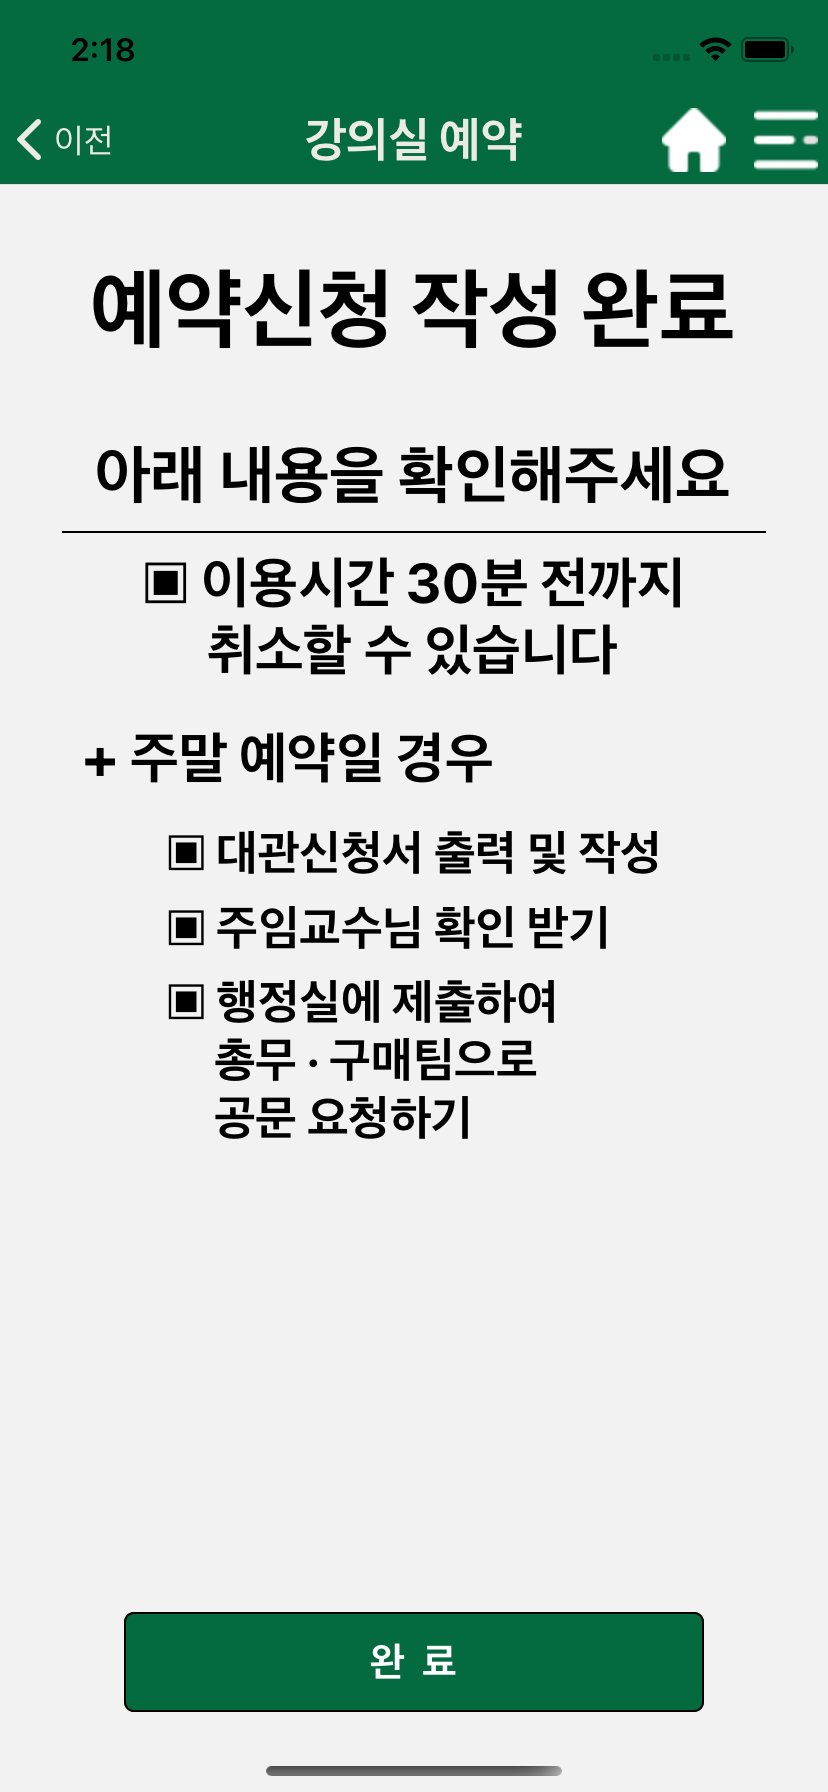 2:18
이전
강의실 예약
예약신청 작성 완료
아래 내용을 확인해주세요
▣ 이용시간 30분 전까지
취소할 수 있습니다
+ 주말 예약일 경우
▣ 대관신청서 출력 및 작성
▣ 주임교수님 확인 받기
▣ 행정실에 제출하여
총무 · 구매팀으로
공문 요청하기
완 료